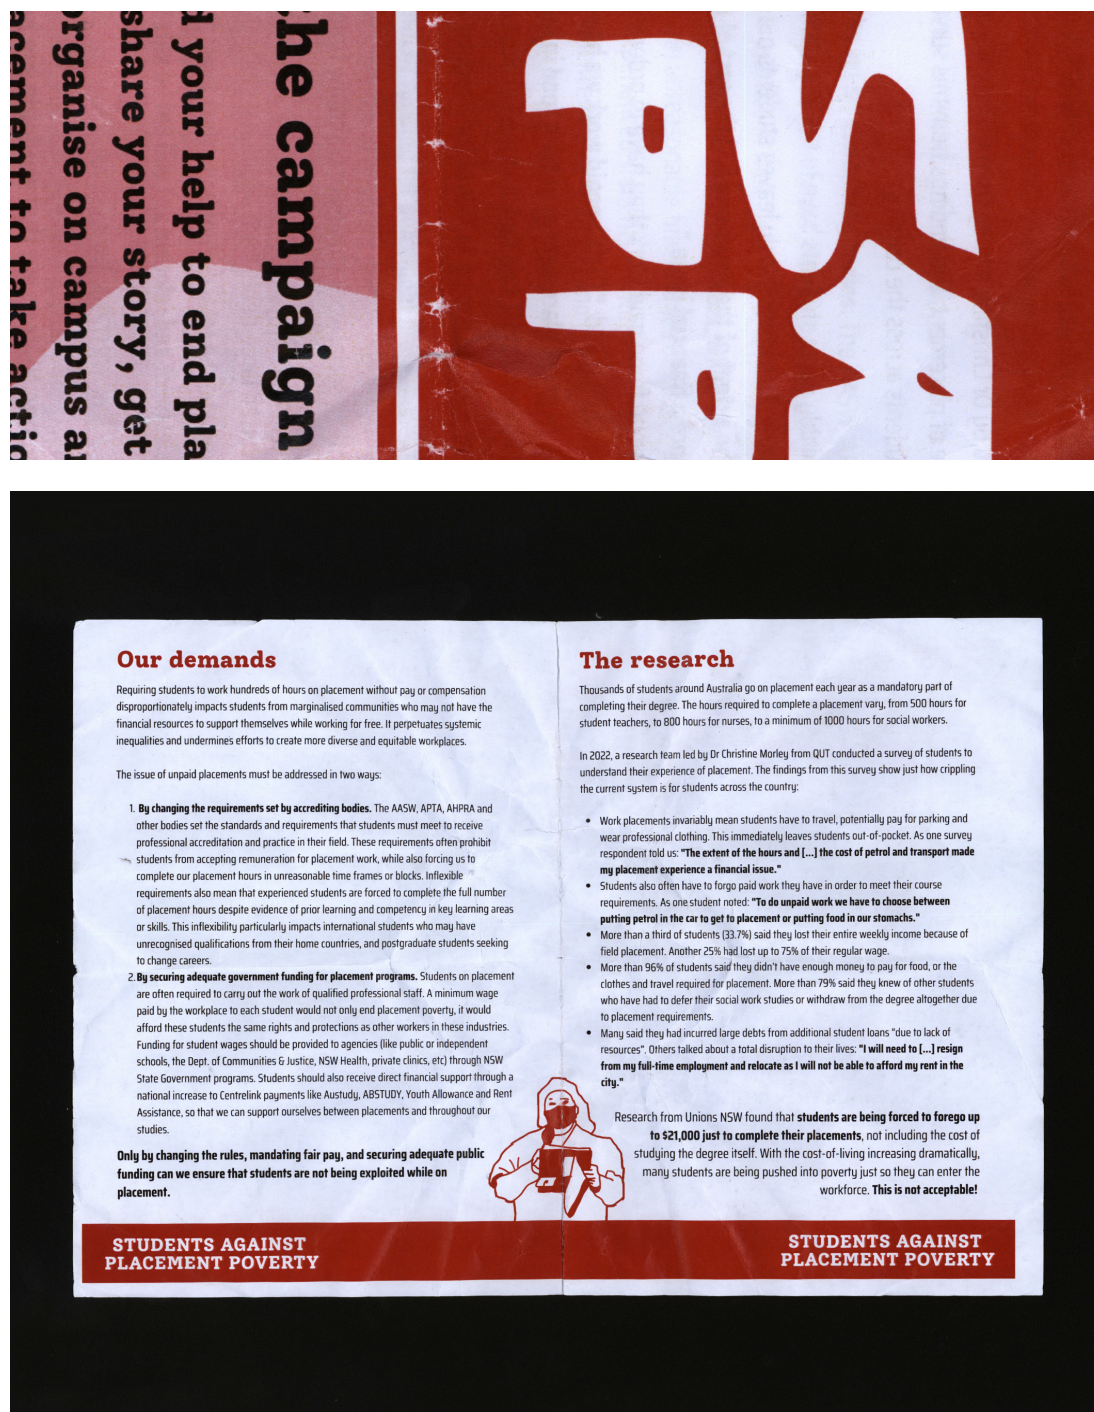 he campaign
your help to end
share your story, get
organise on campus
to take
SAPP
Our demands
Requiring students to work hundreds of hours on placement without pay or compensation
disproportionately impacts students from marginalised communities who may not have the
financial resources to support themselves while working for free. It perpetuates systemic
inequalities and undermines efforts to create more diverse and equitable workplaces.
The issue of unpaid placements must be addressed in two ways:
1. By changing the requirements set by accrediting bodies. The AASW, APTA, AHPRA and
other bodies set the standards and requirements that students must meet to receive
professional accreditation and practice in their field. These requirements often prohibit
students from accepting remuneration for placement work, while also forcing us to
complete our placement hours in unreasonable time frames or blocks. Inflexible
requirements also mean that experienced students are forced to complete the full number
of placement hours despite evidence of prior learning and competency in key learning areas
or skills. This inflexibility particularly impacts international students who may have
unrecognised qualifications from their home countries, and postgraduate students seeking
to change careers.
2. By securing adequate government funding for placement programs. Students on placement
are often required to carry out the work of qualified professional staff. A minimum wage
paid by the workplace to each student would not only end placement poverty, it would
afford these students the same rights and protections as other workers in these industries.
Funding for student wages should be provided to agencies (like public or independent
schools, the Dept. of Communities & Justice, NSW Health, private clinics, etc) through NSW
State Government programs. Students should also receive direct financial support through a
national increase to Centrelink payments like Austudy, ABSTUDY, Youth Allowance and Rent
Assistance, so that we can support ourselves between placements and throughout our
studies.
Only by changing the rules, mandating fair pay, and securing adequate public
funding can we ensure that students are not being exploited while on
placement.
STUDENTS AGAINST
PLACEMENT POVERTY
The research
Thousands of students around Australia go on placement each year as a mandatory part of
completing their degree. The hours required to complete a placement vary, from 500 hours for
student teachers, to 800 hours for nurses, to a minimum of 1000 hours for social workers.
In 2022, a research team led by Dr Christine Morley from QUT conducted a survey of students to
understand their experience of placement. The findings from this survey show just how crippling
the current system is for students across the country:
• Work placements invariably mean students have to travel, potentially pay for parking and
wear professional clothing. This immediately leaves students out-of-pocket. As one survey
respondent told us: "The extent of the hours and [...] the cost of petrol and transport made
my placement experience a financial issue."
• Students also often have to forgo paid work they have in order to meet their course
requirements. As one student noted: "To do unpaid work we have to choose between
putting petrol in the car to get to placement or putting food in our stomachs."
• More than a third of students (33.7%) said they lost their entire weekly income because of
field placement. Another 25% had lost up to 75% of their regular wage.
• More than 96% of students said they didn't have enough money to pay for food, or the
clothes and travel required for placement. More than 79% said they knew of other students
who have had to defer their social work studies or withdraw from the degree altogether due
to placement requirements.
• Many said they had incurred large debts from additional student loans "due to lack of
resources". Others talked about a total disruption to their lives: "I will need to [...] resign
from my full-time employment and relocate as I will not be able to afford my rent in the
city."
Research from Unions NSW found that students are being forced to forego up
to $21,000 just to complete their placements, not including the cost of
studying the degree itself. With the cost-of-living increasing dramatically,
many students are being pushed into poverty just so they can enter the
workforce. This is not acceptable!
STUDENTS AGAINST
PLACEMENT POVERTY